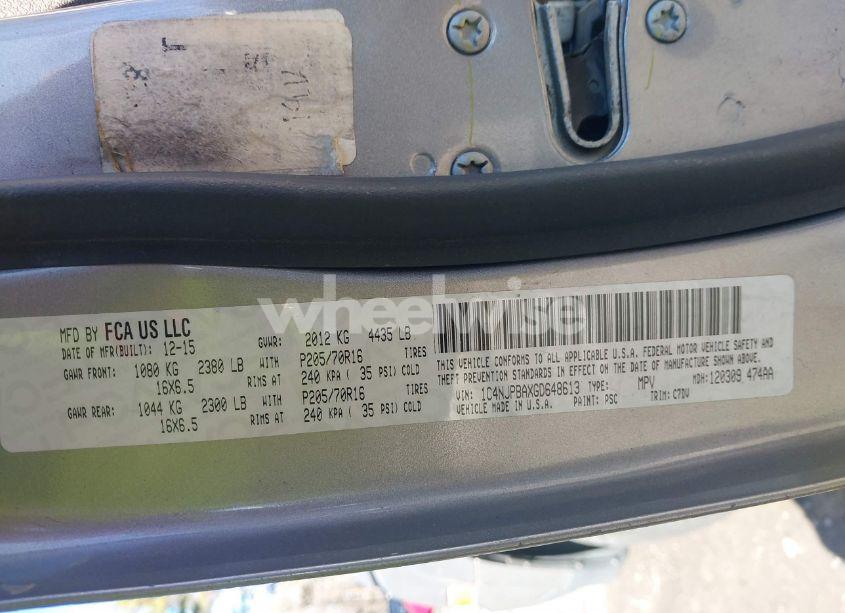 wheelwise
MFD BY FCA US LLC
DATE OF MFR(BUILT): 12-15 GVWR: 2012 KG 4435 LB
GAWR FRONT: 1080 KG 2380 LB WITH P205/70R16 TIRES
16X6.5 RIMS AT 240 KPA ( 35 PSI) COLD
GAWR REAR: 1044 KG 2300 LB WITH P205/70R16 TIRES
16X6.5 RIMS AT 240 KPA ( 35 PSI) COLD
THIS VEHICLE CONFORMS TO ALL APPLICABLE U.S.A. FEDERAL MOTOR VEHICLE SAFETY AND
THEFT PREVENTION STANDARDS IN EFFECT ON THE DATE OF MANUFACTURE SHOWN ABOVE.
VIN: 1C4NJPBAXGD648613 TYPE: MPV MDH: 120309 474AA
VEHICLE MADE IN U.S.A. PAINT: PSC TRIM: C7DV